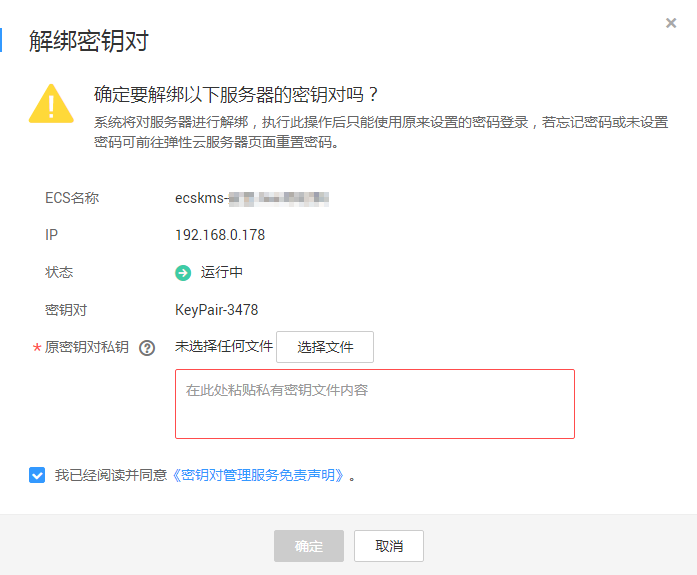 解绑密钥对
确定要解绑以下服务器的密钥对吗？
系统将对服务器进行解绑，执行此操作后只能使用原来设置的密码登录，若忘记密码或未设置
密码可前往弹性云服务器页面重置密码。
ECS名称 ecskms-
IP 192.168.0.178
状态 运行中
密钥对 KeyPair-3478
* 原密钥对私钥 ? 未选择任何文件 选择文件
在此处粘贴私有密钥文件内容
我已经阅读并同意《密钥对管理服务免责声明》。
确定 取消